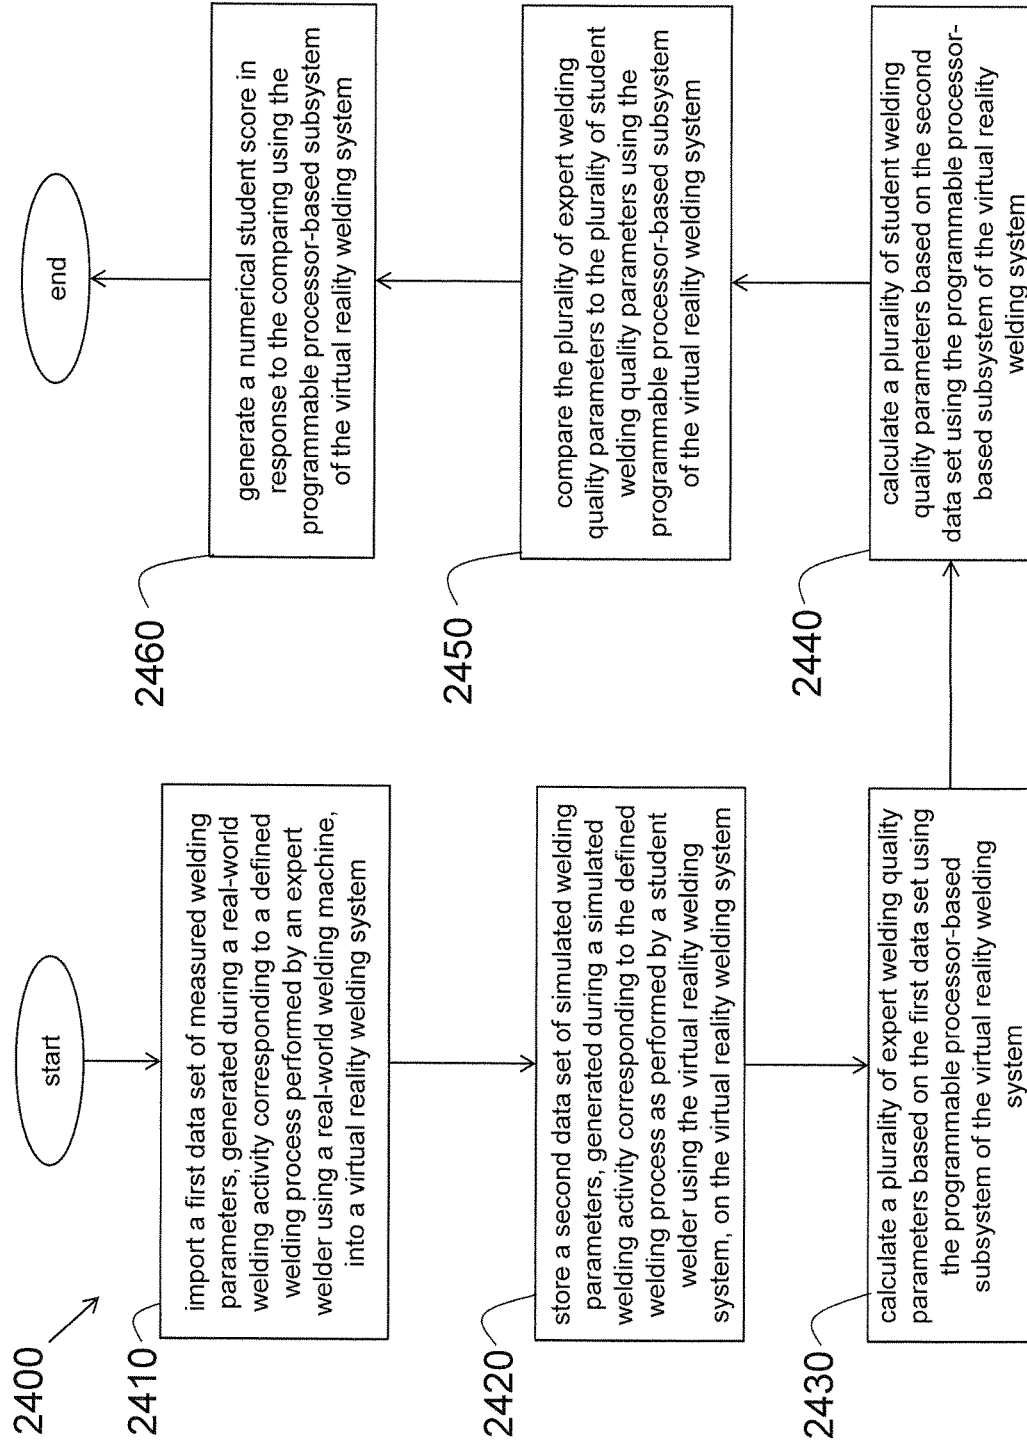 2400
start
2410
import a first data set of measured welding
parameters, generated during a real-world
welding activity corresponding to a defined
welding process performed by an expert
welder using a real-world welding machine,
into a virtual reality welding system
2420
store a second data set of simulated welding
parameters, generated during a simulated
welding activity corresponding to the defined
welding process as performed by a student
welder using the virtual reality welding
system, on the virtual reality welding system
2430
calculate a plurality of expert welding quality
parameters based on the first data set using
the programmable processor-based
subsystem of the virtual reality welding
system
2440
calculate a plurality of student welding
quality parameters based on the second
data set using the programmable processor-
based subsystem of the virtual reality
welding system
2450
compare the plurality of expert welding
quality parameters to the plurality of student
welding quality parameters using the
programmable processor-based subsystem
of the virtual reality welding system
2460
generate a numerical student score in
response to the comparing using the
programmable processor-based subsystem
of the virtual reality welding system
end